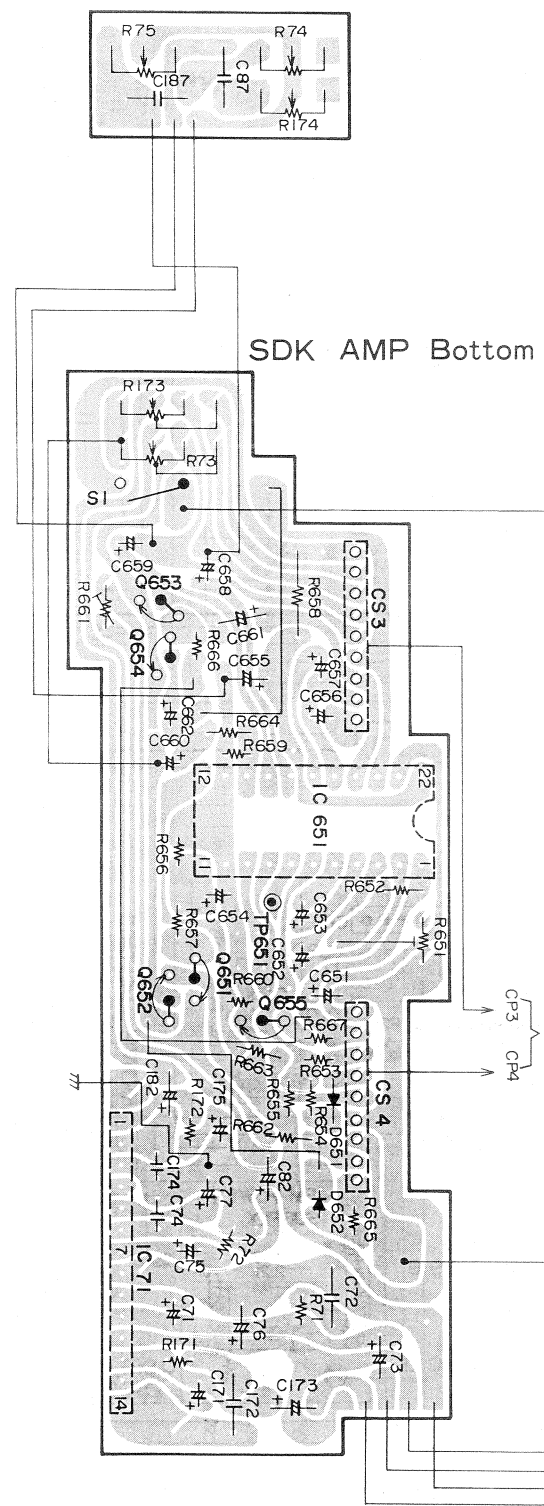 R75
R74
C187
C87
R174
SDK AMP Bottom
R173
R73
S1
C659
C658
Q653
R661
R658
CS3
Q654
R666
C661
C655
C657
C656
C662
R664
C660
R659
12
22
IC 651
11
1
R656
R652
C654
C653
R651
R657
TP651
C652
Q652
Q651
R660
C651
Q655
CP3
R667
R663
R653
CP4
C182
R172
C175
R655
R654
D651
CS4
R662
1
C174
C77
C82
C74
D652
R665
7
IC 71
C75
R72
C71
C76
R71
C72
R171
C73
C171
C172
C173
14